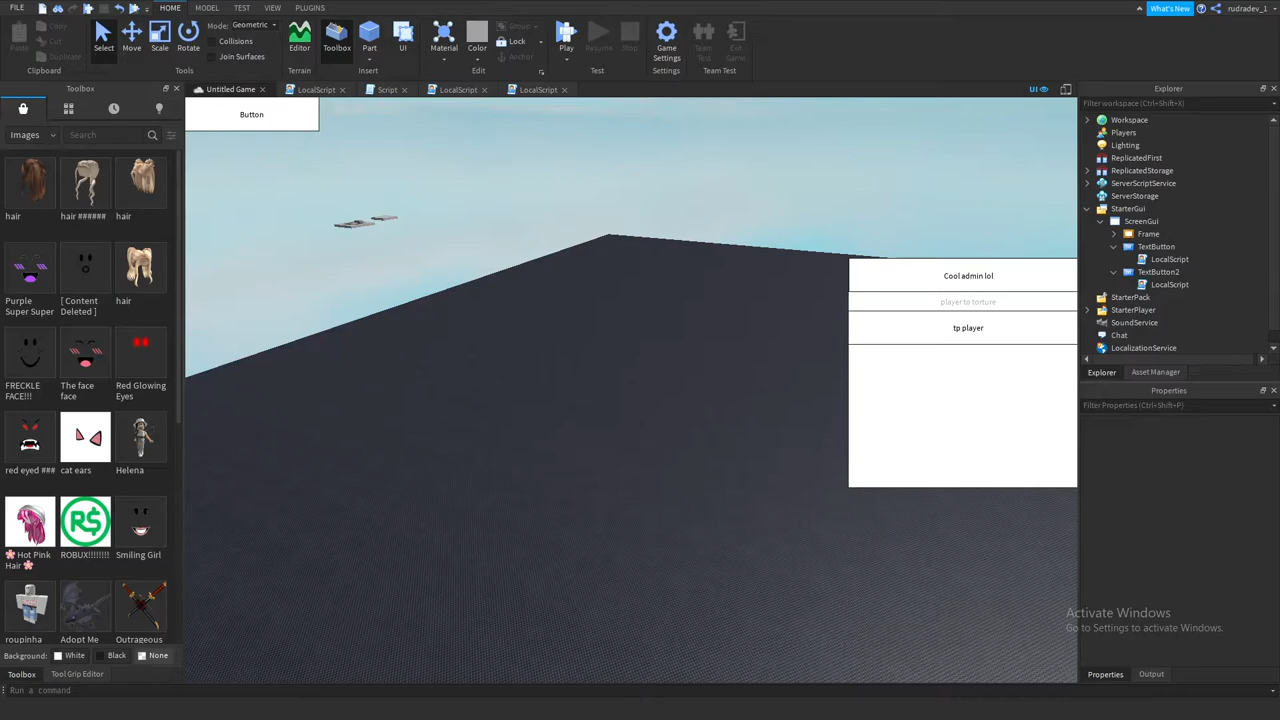 FILE HOME MODEL TEST VIEW PLUGINS What's New rudradev_1
Paste Copy Cut Duplicate Select Move Scale Rotate Mode: Geometric Collisions Join Surfaces Editor Toolbox Part UI Material Color Group Lock Anchor Play Resume Stop Game Settings Team Test Exit Game
Clipboard Tools Terrain Insert Edit Test Settings Team Test
Toolbox
Untitled Game LocalScript Script LocalScript LocalScript
UI
Explorer
Filter workspace (Ctrl+Shift+X)
Images Search
hair hair ###### hair
Purple Super Super
[ Content Deleted ]
hair
FRECKLE FACE!!!
The face face
Red Glowing Eyes
red eyed ### cat ears Helena
Hot Pink Hair
ROBUX!!!!!!!! Smiling Girl
R$
roupinha Adopt Me Outrageous
Background: White Black None
Toolbox Tool Grip Editor
Run a command
Button
Cool admin lol
player to torture
tp player
Workspace
Players
Lighting
ReplicatedFirst
ReplicatedStorage
ServerScriptService
ServerStorage
StarterGui
ScreenGui
Frame
TextButton
LocalScript
TextButton2
LocalScript
StarterPack
StarterPlayer
SoundService
Chat
LocalizationService
Explorer Asset Manager
Properties
Filter Properties (Ctrl+Shift+P)
Activate Windows
Go to Settings to activate Windows.
Properties Output